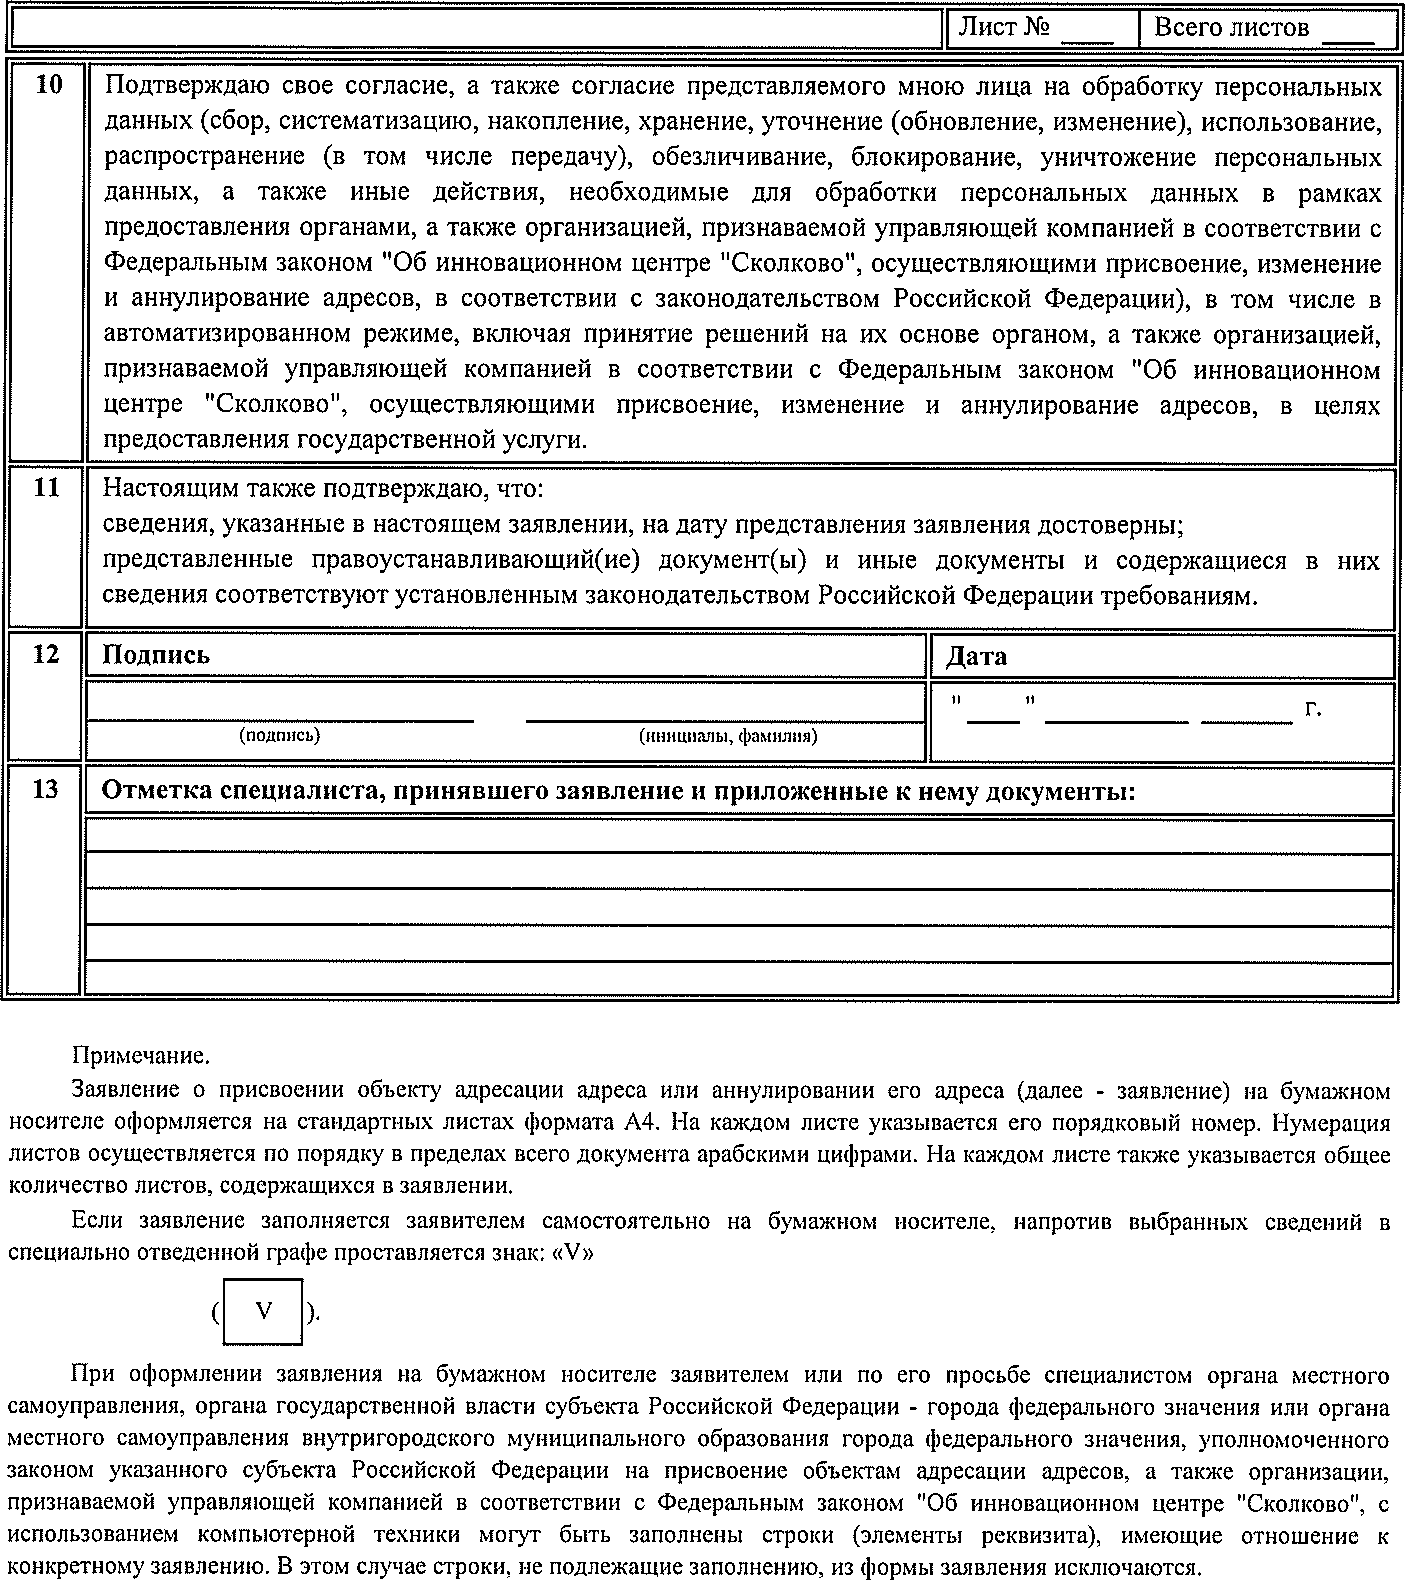 Лист № ____ Всего листов ____
10 Подтверждаю свое согласие, а также согласие представляемого мною лица на обработку персональных
данных (сбор, систематизацию, накопление, хранение, уточнение (обновление, изменение), использование,
распространение (в том числе передачу), обезличивание, блокирование, уничтожение персональных
данных, а также иные действия, необходимые для обработки персональных данных в рамках
предоставления органами, а также организацией, признаваемой управляющей компанией в соответствии с
Федеральным законом "Об инновационном центре "Сколково", осуществляющими присвоение, изменение
и аннулирование адресов, в соответствии с законодательством Российской Федерации), в том числе в
автоматизированном режиме, включая принятие решений на их основе органом, а также организацией,
признаваемой управляющей компанией в соответствии с Федеральным законом "Об инновационном
центре "Сколково", осуществляющими присвоение, изменение и аннулирование адресов, в целях
предоставления государственной услуги.
11 Настоящим также подтверждаю, что:
сведения, указанные в настоящем заявлении, на дату представления заявления достоверны;
представленные правоустанавливающий(ие) документ(ы) и иные документы и содержащиеся в них
сведения соответствуют установленным законодательством Российской Федерации требованиям.
12 Подпись Дата
" ____ " ___________ _______ г.
(подпись) (инициалы, фамилия)
13 Отметка специалиста, принявшего заявление и приложенные к нему документы:
Примечание.
Заявление о присвоении объекту адресации адреса или аннулировании его адреса (далее - заявление) на бумажном
носителе оформляется на стандартных листах формата А4. На каждом листе указывается его порядковый номер. Нумерация
листов осуществляется по порядку в пределах всего документа арабскими цифрами. На каждом листе также указывается общее
количество листов, содержащихся в заявлении.
Если заявление заполняется заявителем самостоятельно на бумажном носителе, напротив выбранных сведений в
специально отведенной графе проставляется знак: «V»
( V ).
При оформлении заявления на бумажном носителе заявителем или по его просьбе специалистом органа местного
самоуправления, органа государственной власти субъекта Российской Федерации - города федерального значения или органа
местного самоуправления внутригородского муниципального образования города федерального значения, уполномоченного
законом указанного субъекта Российской Федерации на присвоение объектам адресации адресов, а также организации,
признаваемой управляющей компанией в соответствии с Федеральным законом "Об инновационном центре "Сколково", с
использованием компьютерной техники могут быть заполнены строки (элементы реквизита), имеющие отношение к
конкретному заявлению. В этом случае строки, не подлежащие заполнению, из формы заявления исключаются.